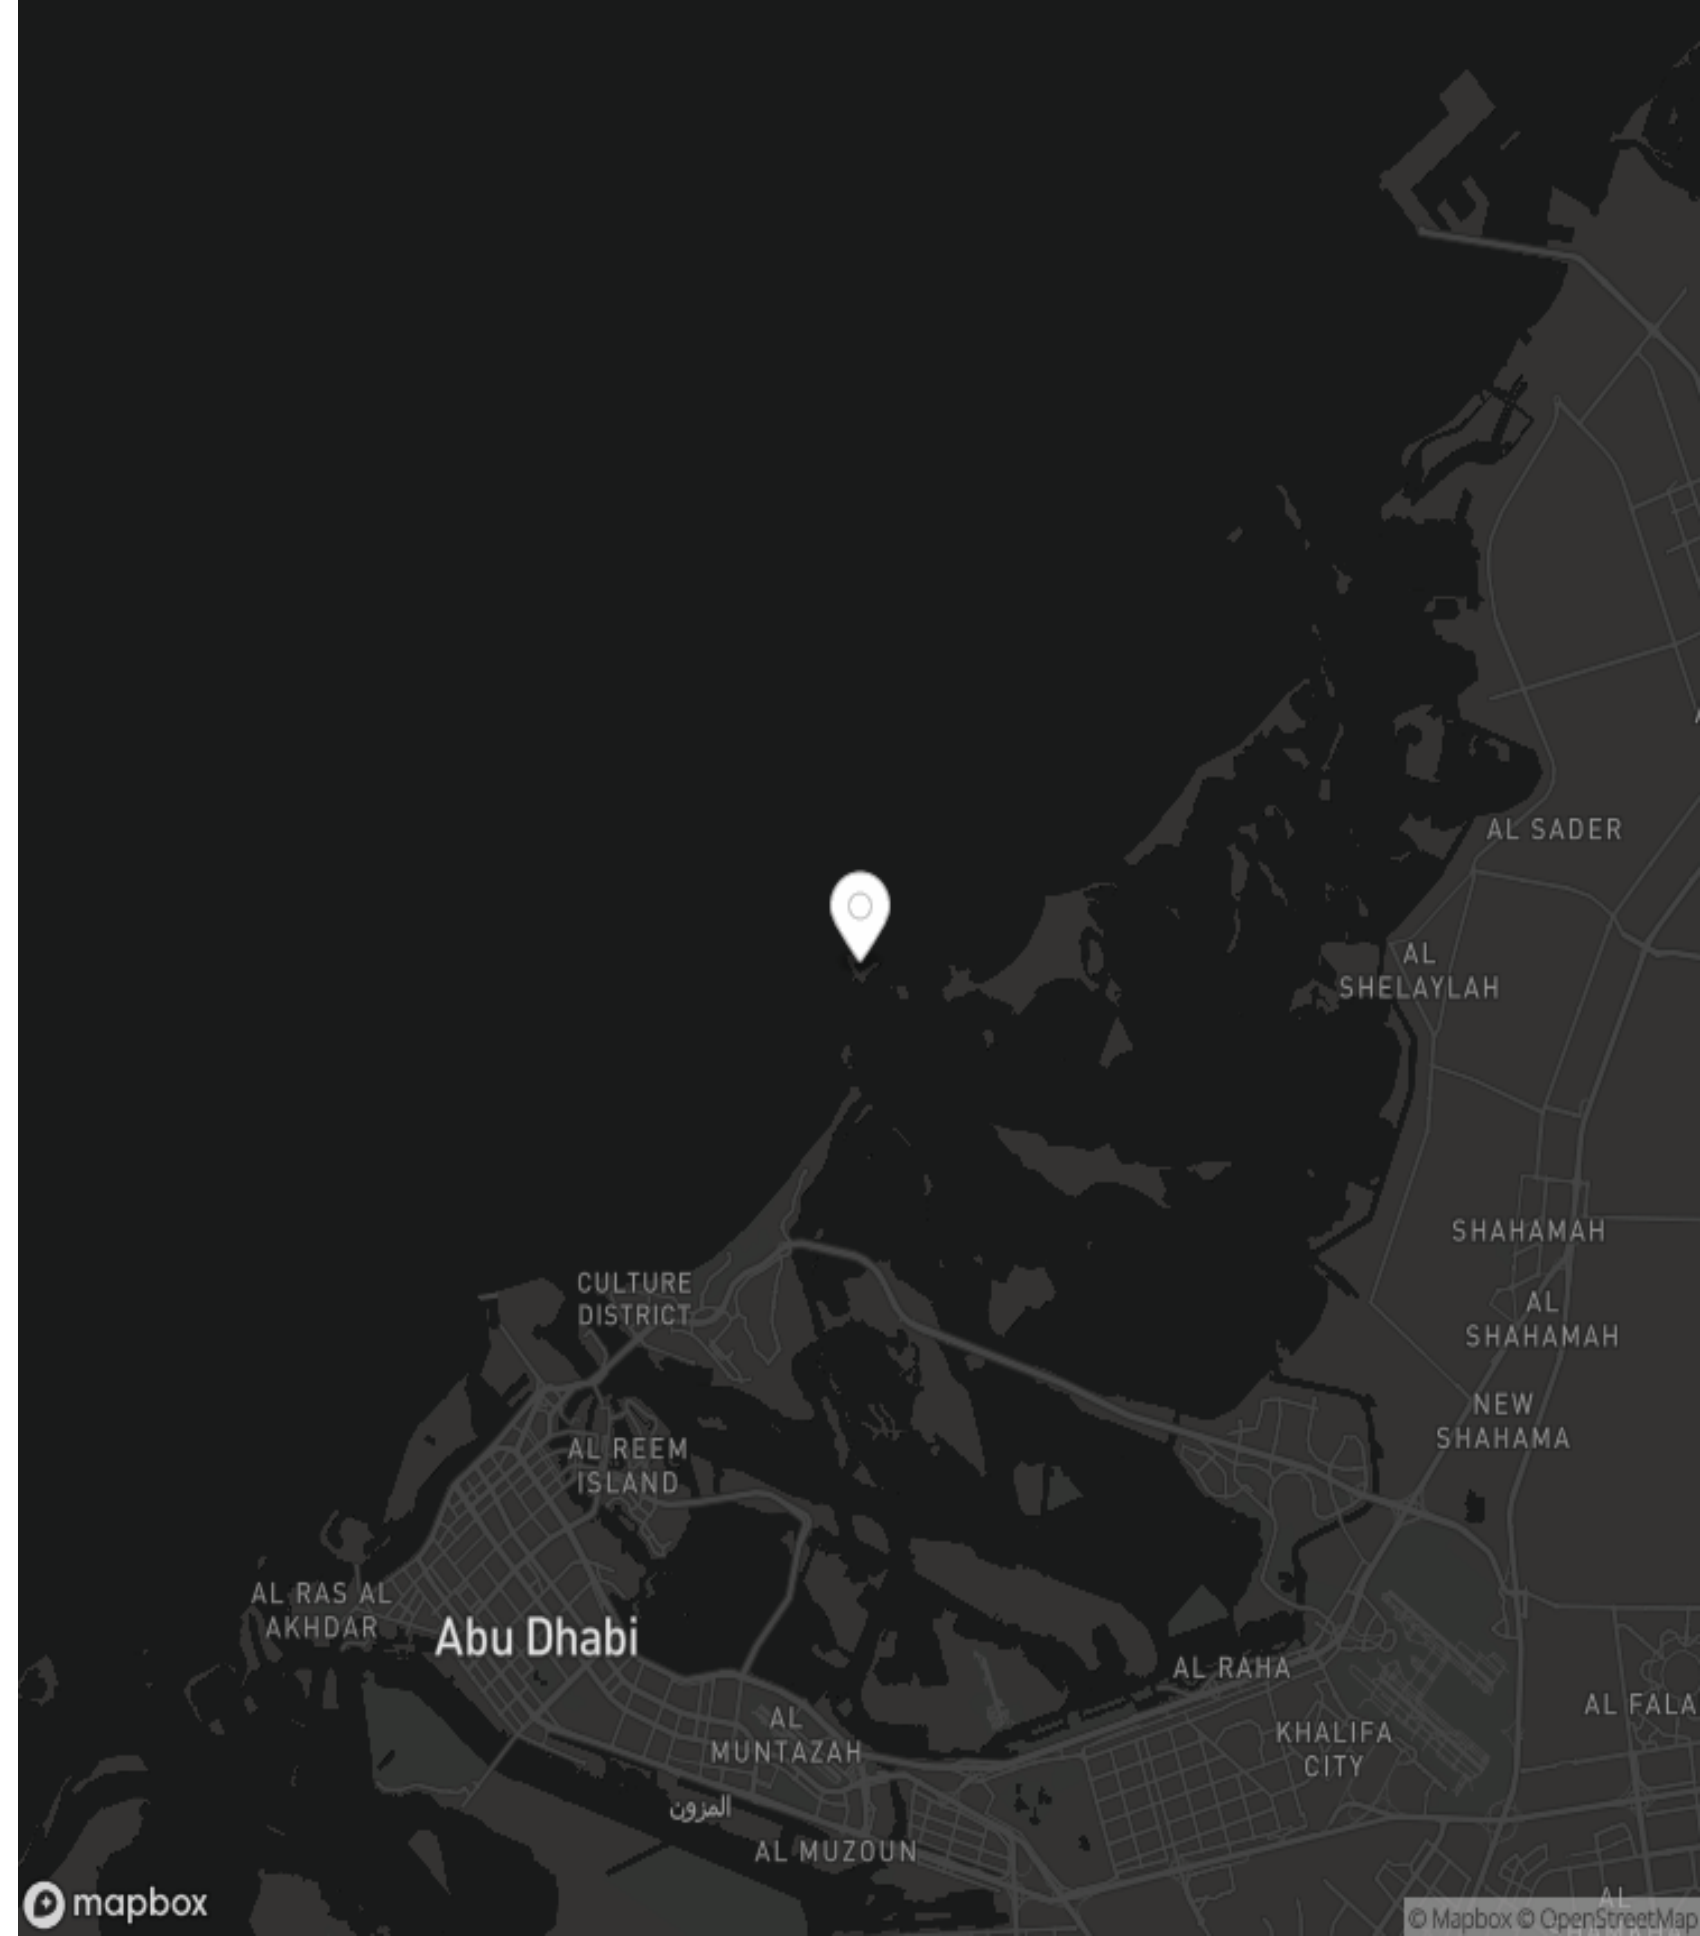 AL SADER
AL
SHELAYLAH
SHAHAMAH
CULTURE
DISTRICT
AL
SHAHAMAH
NEW
SHAHAMA
AL REEM
ISLAND
AL RAS AL
AKHDAR
Abu Dhabi
AL RAHA
AL FALA
AL
MUNTAZAH
KHALIFA
CITY
المزون
AL MUZOUN
mapbox
AL
© Mapbox © OpenStreetMap